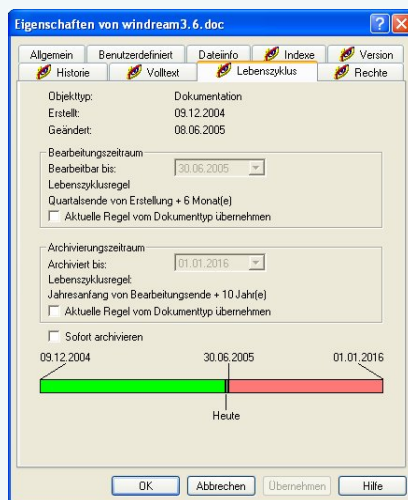 Eigenschaften von windream3.6.doc
Allgemein Benutzerdefiniert Dateiinfo Indexe Version
Historie Volltext Lebenszyklus Rechte
Objekttyp: Dokumentation
Erstellt: 09.12.2004
Geändert: 08.06.2005
Bearbeitungszeitraum
Bearbeitbar bis: 30.06.2005
Lebenszyklusregel
Quartalsende von Erstellung + 6 Monat(e)
Aktuelle Regel vom Dokumenttyp übernehmen
Archivierungszeitraum
Archiviert bis: 01.01.2016
Lebenszyklusregel:
Jahresanfang von Bearbeitungsende + 10 Jahr(e)
Aktuelle Regel vom Dokumenttyp übernehmen
Sofort archivieren
09.12.2004 30.06.2005 01.01.2016
Heute
OK Abbrechen Übernehmen Hilfe